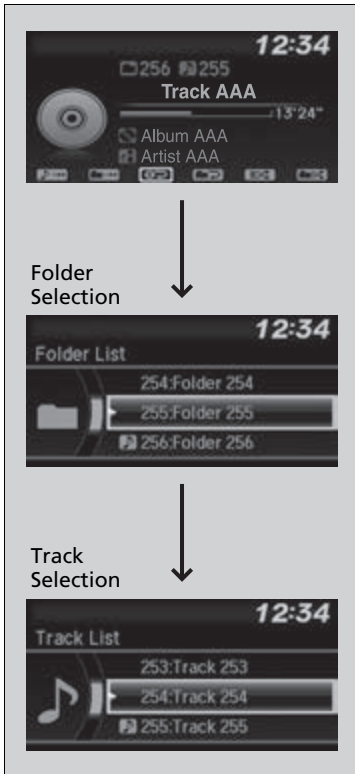 12:34
256 255
Track AAA
13'24"
Album AAA
Artist AAA
Folder
Selection
12:34
Folder List
254:Folder 254
255:Folder 255
256:Folder 256
Track
Selection
12:34
Track List
253:Track 253
254:Track 254
255:Track 255